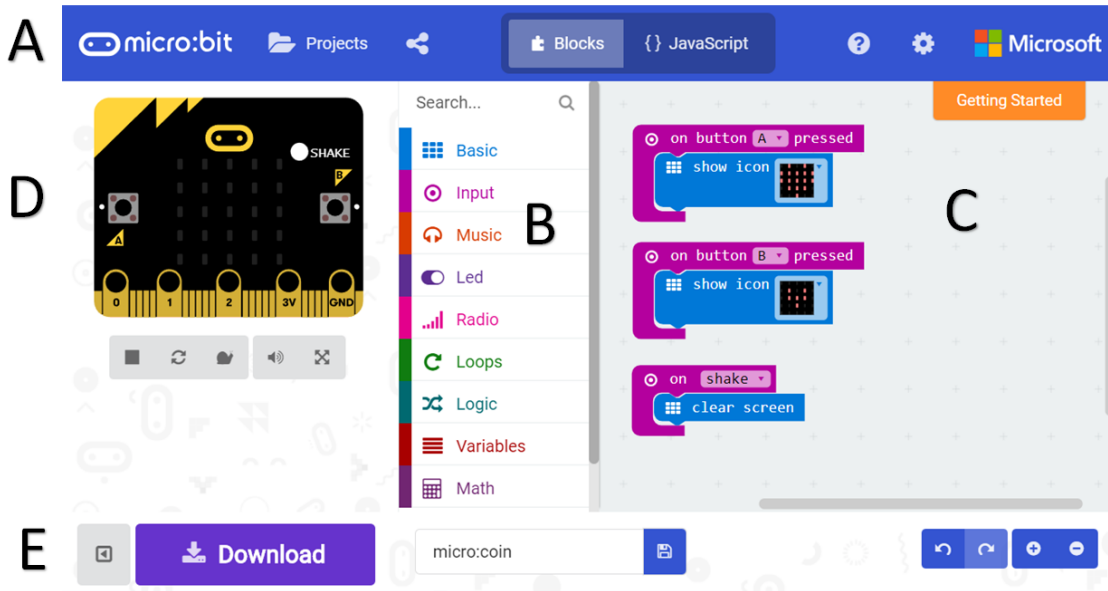 A
micro:bit Projects Blocks {} JavaScript ? Microsoft
Getting Started
D
SHAKE
B
A
0 1 2 3V GND
Search...
Basic
Input
Music
Led
Radio
Loops
Logic
Variables
Math
B
on button A pressed
show icon
on button B pressed
show icon
on shake
clear screen
C
E
Download
micro:coin